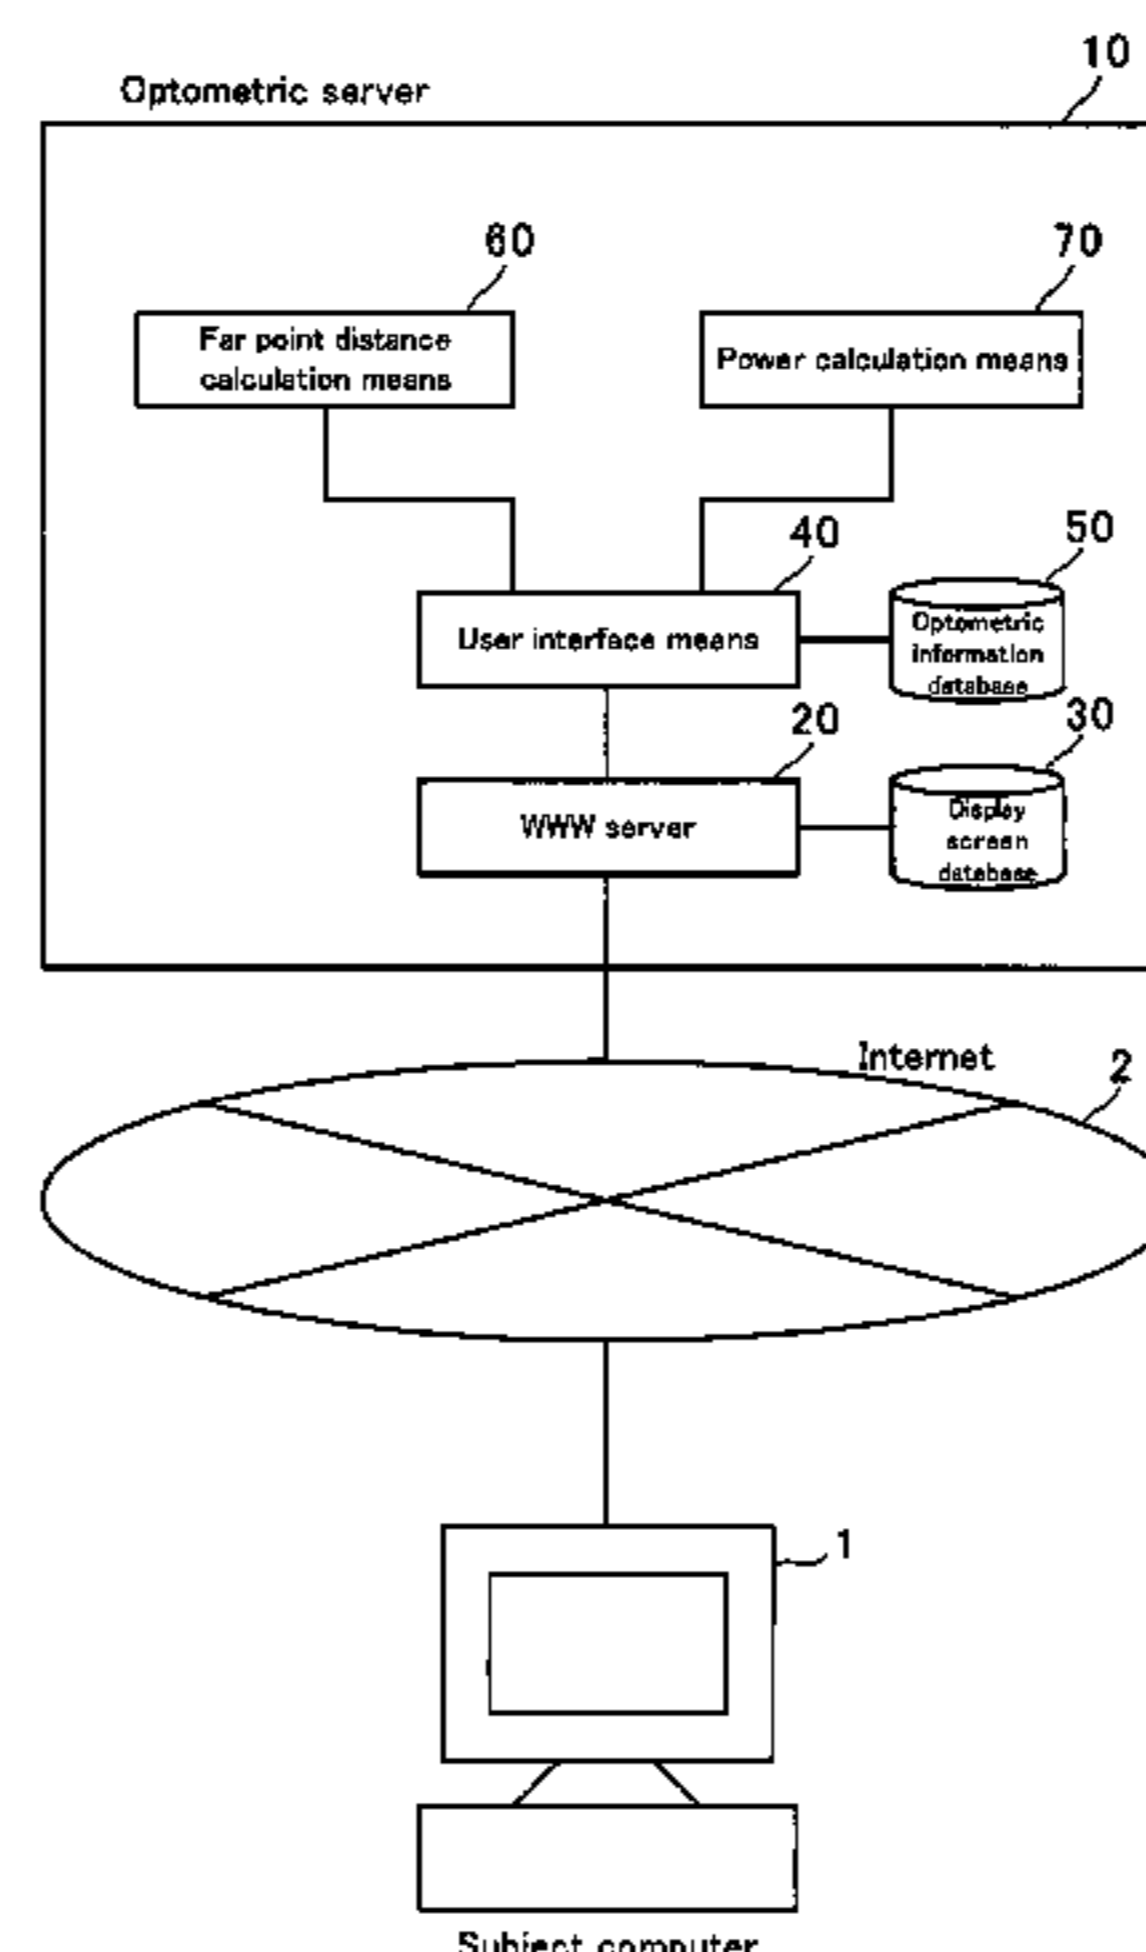 10
Optometric server
60
70
Far point distance
calculation means
Power calculation means
40
50
User interface means
Optometric
information
database
20
30
WWW server
Display
screen
database
Internet
2
1
Subject computer